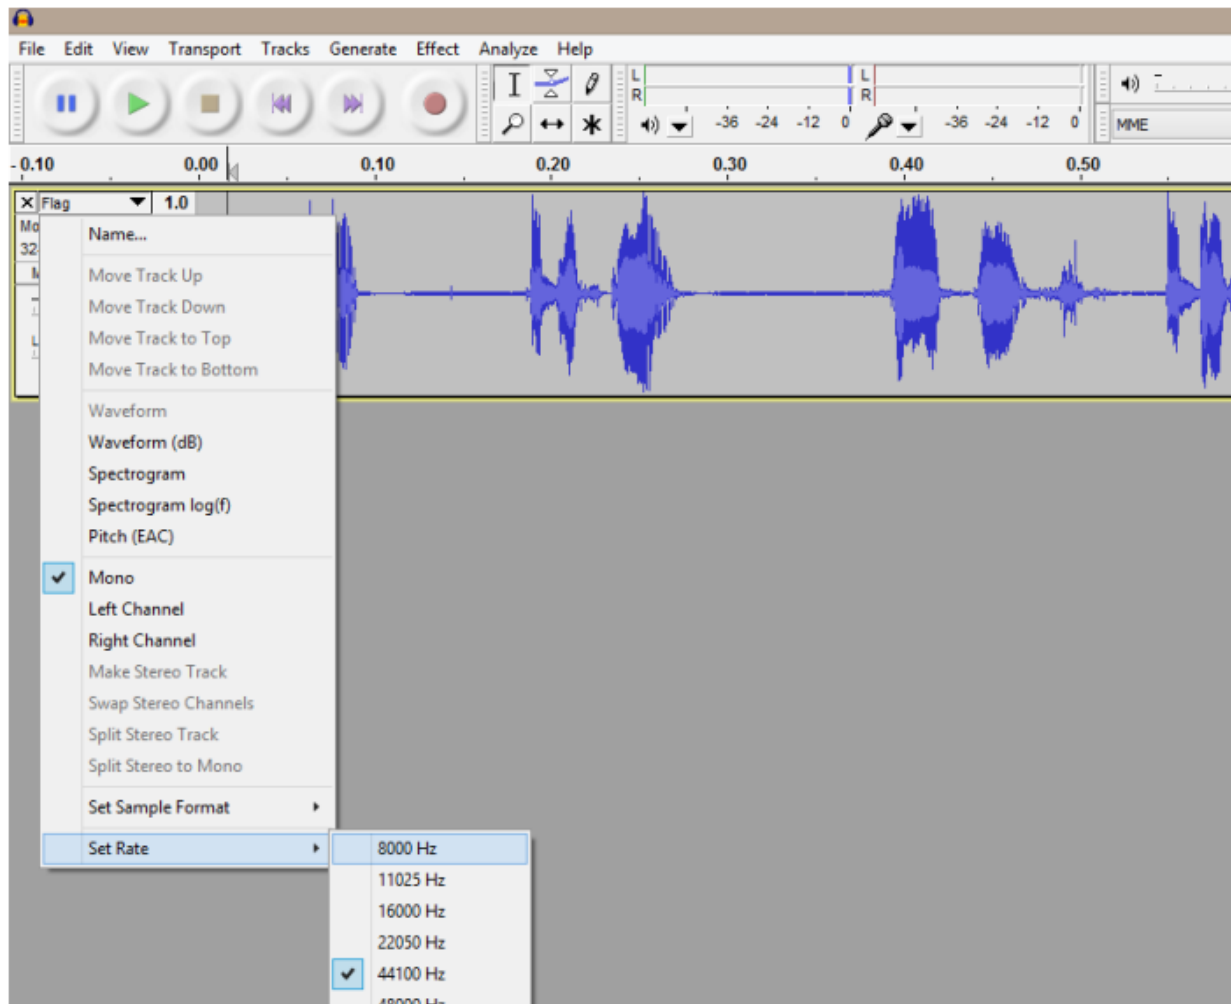 File Edit View Transport Tracks Generate Effect Analyze Help
L
R
-36 -24 -12 0
L
R
-36 -24 -12 0
MME
-0.10 0.00 0.10 0.20 0.30 0.40 0.50
Flag 1.0
Name...
Move Track Up
Move Track Down
Move Track to Top
Move Track to Bottom
Waveform
Waveform (dB)
Spectrogram
Spectrogram log(f)
Pitch (EAC)
Mono
Left Channel
Right Channel
Make Stereo Track
Swap Stereo Channels
Split Stereo Track
Split Stereo to Mono
Set Sample Format
Set Rate
8000 Hz
11025 Hz
16000 Hz
22050 Hz
44100 Hz
48000 Hz